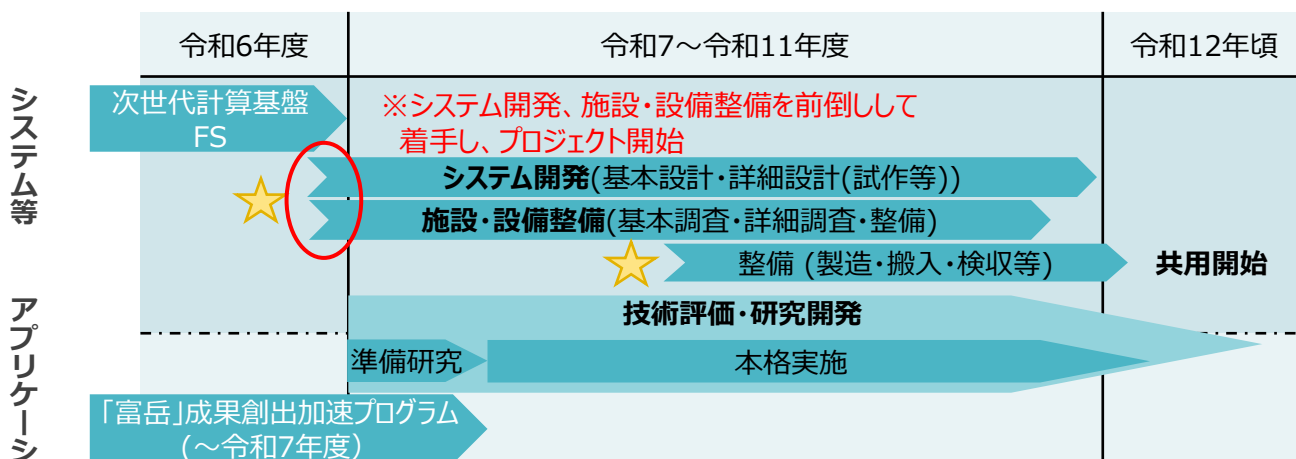 令和6年度
令和7～令和11年度
令和12年頃
システム等
次世代計算基盤
FS
※システム開発、施設・設備整備を前倒しして
着手し、プロジェクト開始
システム開発(基本設計・詳細設計(試作等))
施設・設備整備(基本調査・詳細調査・整備)
整備 (製造・搬入・検収等)
共用開始
アプリケーシ
技術評価・研究開発
準備研究
本格実施
「富岳」成果創出加速プログラム
(～令和7年度)